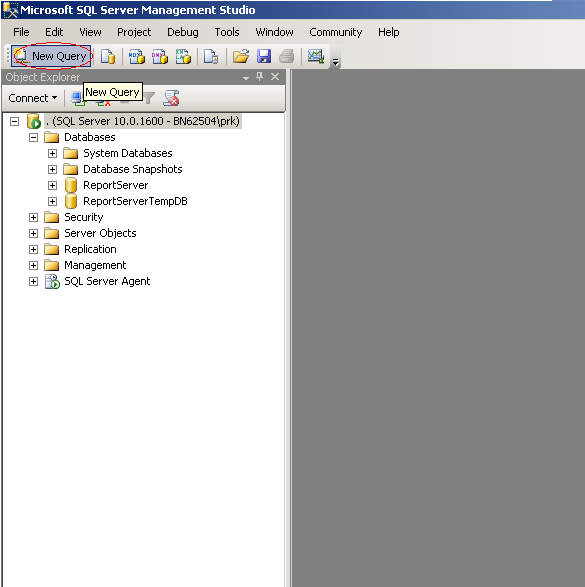 Microsoft SQL Server Management Studio
File Edit View Project Debug Tools Window Community Help
New Query
Object Explorer
New Query
Connect
. (SQL Server 10.0.1600 - BN62504\prk)
Databases
System Databases
Database Snapshots
ReportServer
ReportServerTempDB
Security
Server Objects
Replication
Management
SQL Server Agent